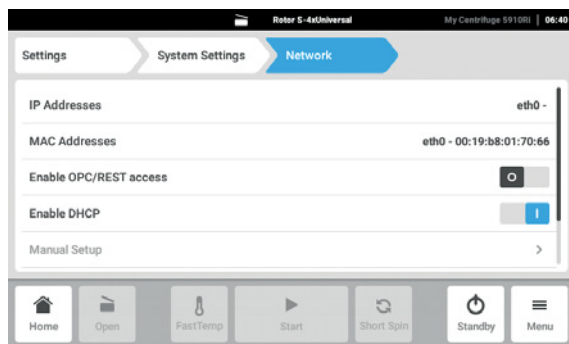 Rotor S-4xUniversal My Centrifuge 5910Ri | 06:40
Settings System Settings Network
IP Addresses eth0 -
MAC Addresses eth0 - 00:19:b8:01:70:66
Enable OPC/REST access O
Enable DHCP I
Manual Setup >
Home Open FastTemp Start Short Spin Standby Menu